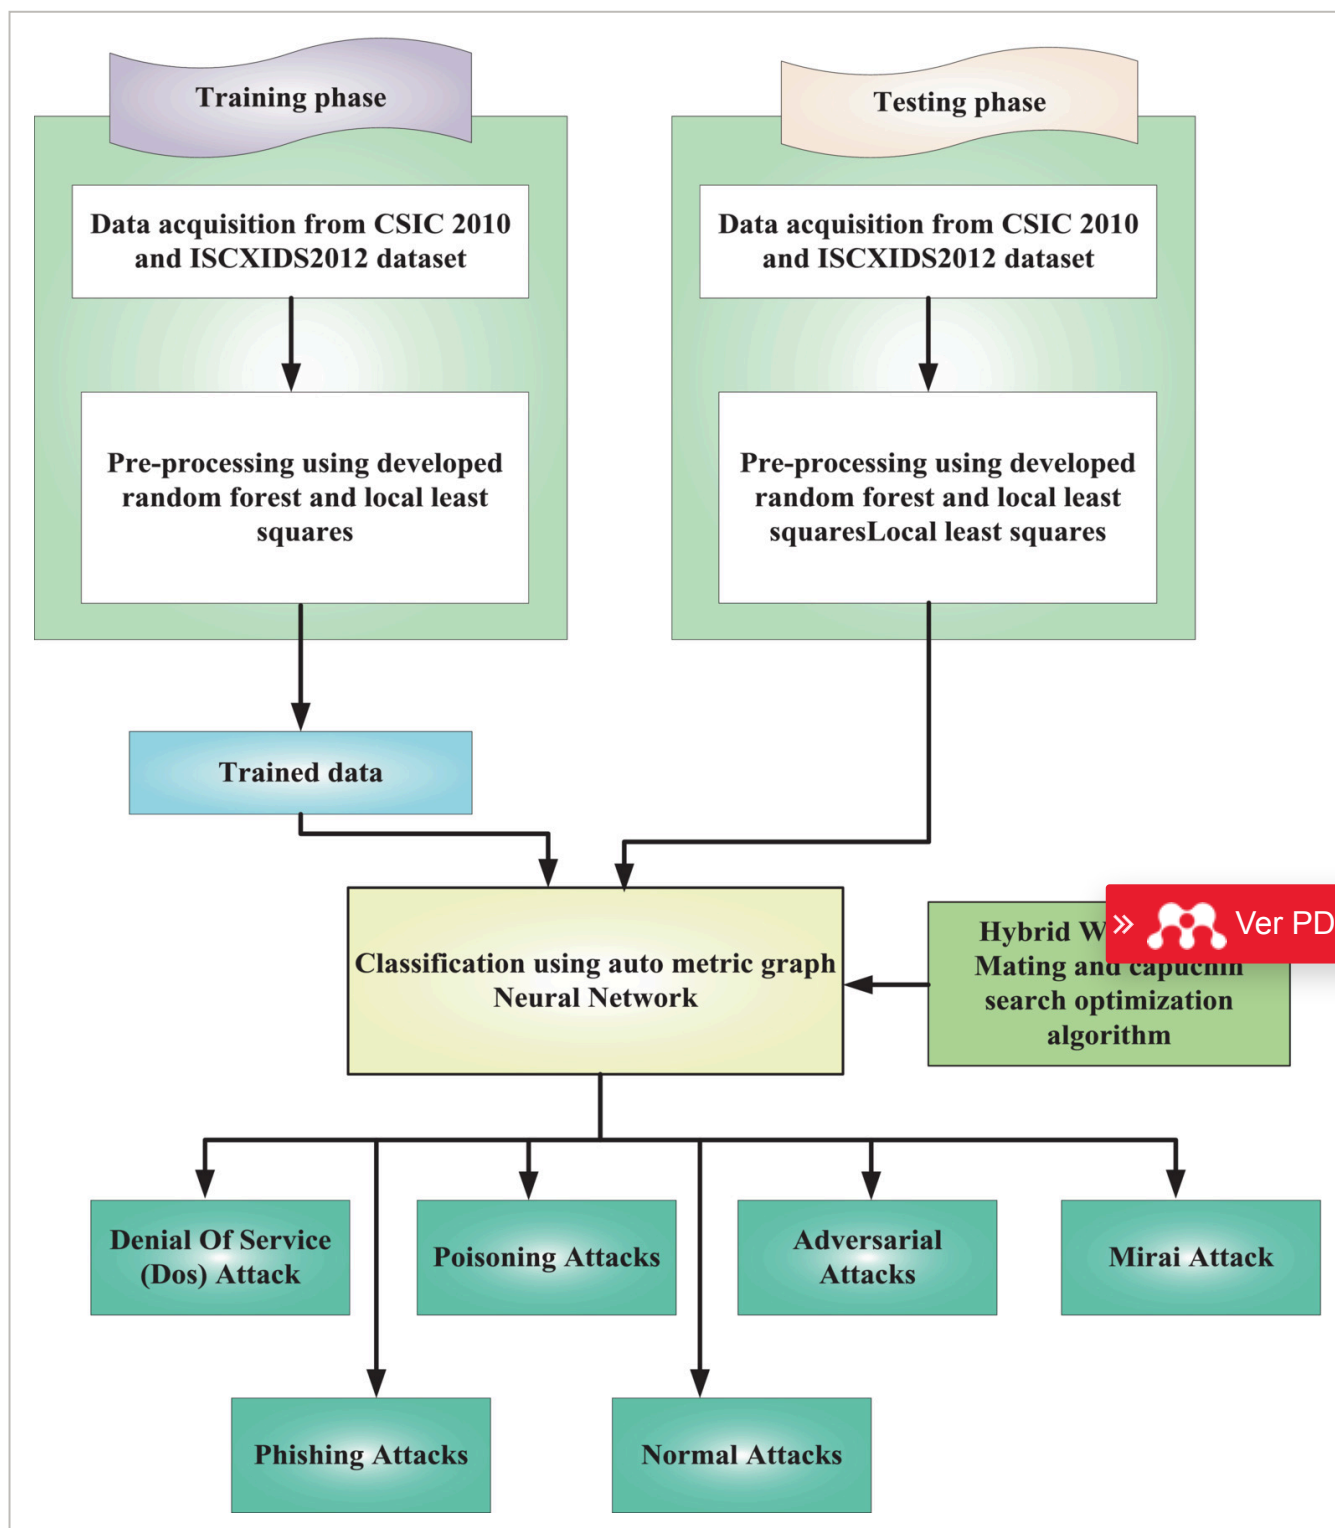 Training phase
Testing phase
Data acquisition from CSIC 2010
and ISCXIDS2012 dataset
Data acquisition from CSIC 2010
and ISCXIDS2012 dataset
Pre-processing using developed
random forest and local least
squares
Pre-processing using developed
random forest and local least
squaresLocal least squares
Trained data
Classification using auto metric graph
Neural Network
Hybrid
Mating and capuchin
search optimization
algorithm
» Ver PD
Denial Of Service
(Dos) Attack
Poisoning Attacks
Adversarial
Attacks
Mirai Attack
Phishing Attacks
Normal Attacks